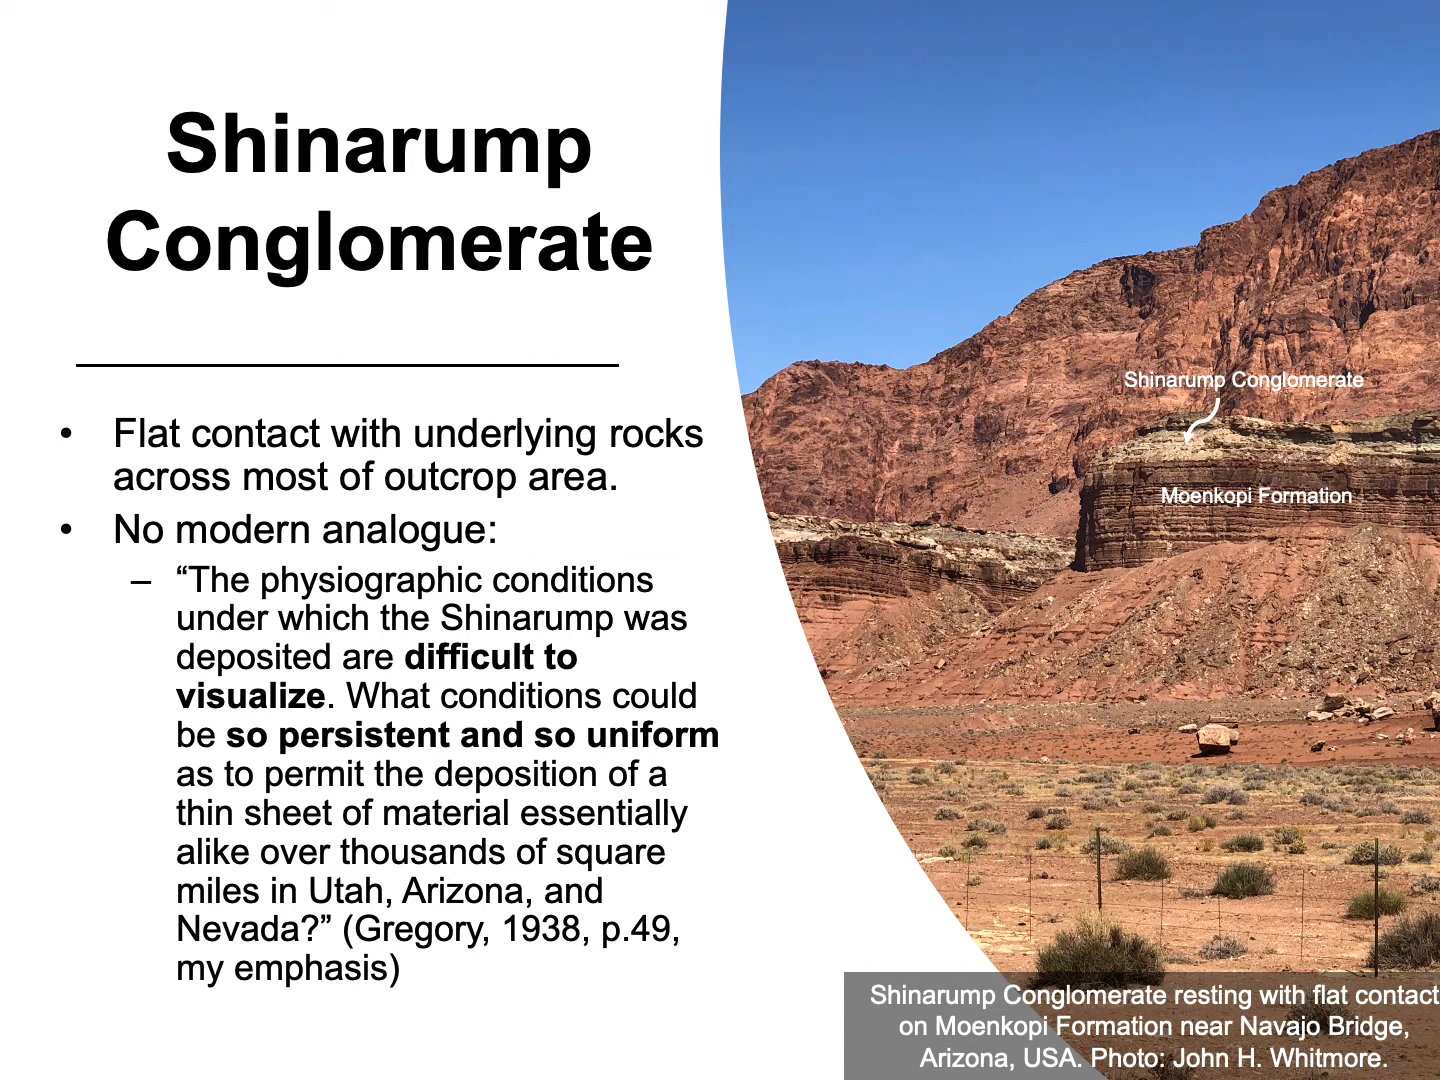 Shinarump
Conglomerate
• Flat contact with underlying rocks
across most of outcrop area.
• No modern analogue:
– “The physiographic conditions
under which the Shinarump was
deposited are difficult to
visualize. What conditions could
be so persistent and so uniform
as to permit the deposition of a
thin sheet of material essentially
alike over thousands of square
miles in Utah, Arizona, and
Nevada?” (Gregory, 1938, p.49,
my emphasis)
Shinarump Conglomerate
Moenkopi Formation
Shinarump Conglomerate resting with flat contact
on Moenkopi Formation near Navajo Bridge,
Arizona, USA. Photo: John H. Whitmore.